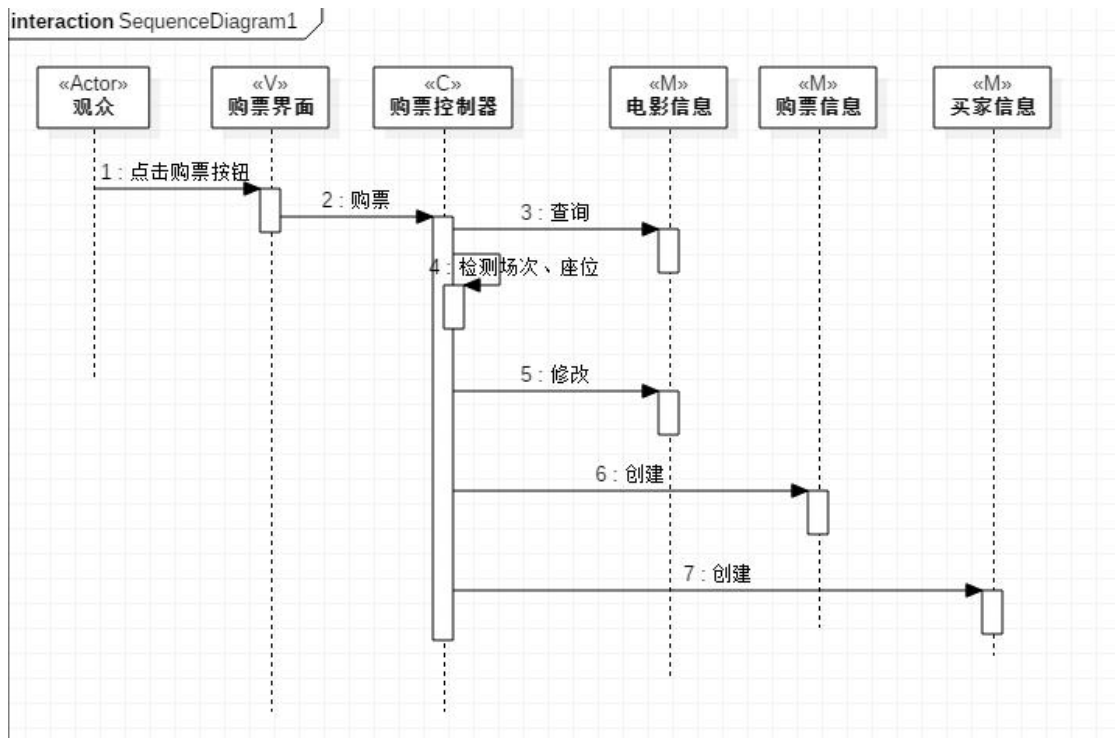 interaction SequenceDiagram1
«Actor»
观众
«V»
购票界面
«C»
购票控制器
«M»
电影信息
«M»
购票信息
«M»
买家信息
1 : 点击购票按钮
2 : 购票
3 : 查询
4 : 检测场次、座位
5 : 修改
6 : 创建
7 : 创建